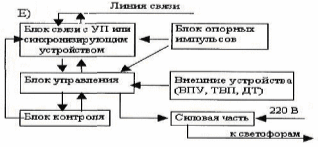 Линия связи
Е)
Блок связи с УП или
синхронизирующим
устройством
Блок опорных
импульсов
Блок управления
Внешние устройства
(ВПУ, ТВП, ДТ)
220 В
Блок контроля
Силовая часть
к светофорам